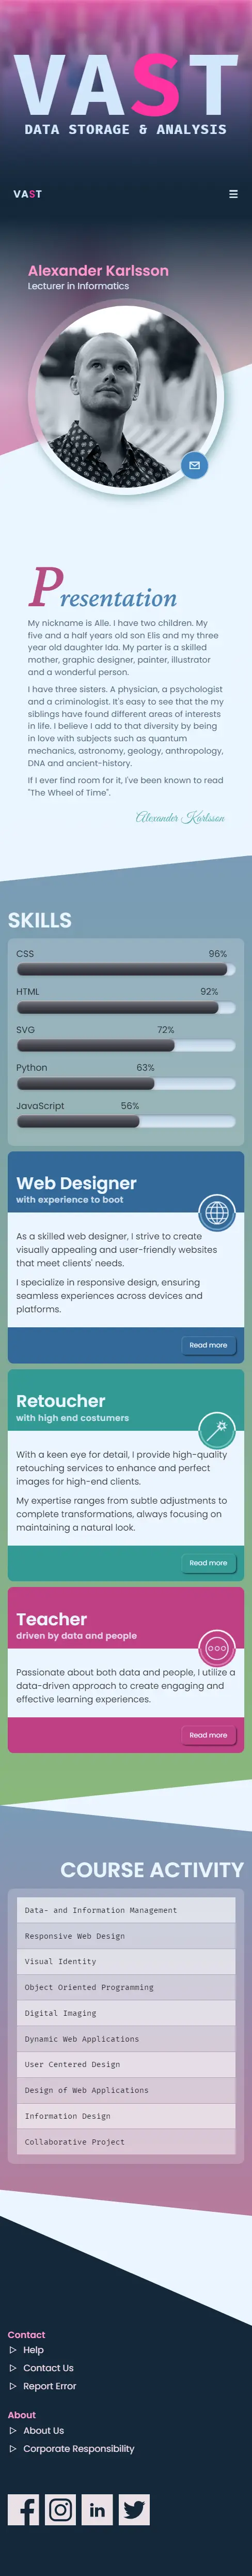 VAST
DATA STORAGE & ANALYSIS
VAST
Alexander Karlsson
Lecturer in Informatics
Presentation
My nickname is Alle. I have two children. My
five and a half years old son Elis and my three
year old daughter Ida. My parter is a skilled
mother, graphic designer, painter, illustrator
and a wonderful person.
I have three sisters. A physician, a psychologist
and a criminologist. It's easy to see that the my
siblings have found different areas of interests
in life. I believe I add to that diversity by being
in love with subjects such as quantum
mechanics, astronomy, geology, anthropology,
DNA and ancient-history.
If I ever find room for it, I've been known to read
"The Wheel of Time".
Alexander Karlsson
SKILLS
CSS 96%
HTML 92%
SVG 72%
Python 63%
JavaScript 56%
Web Designer
with experience to boot
As a skilled web designer, I strive to create
visually appealing and user-friendly websites
that meet clients' needs.
I specialize in responsive design, ensuring
seamless experiences across devices and
platforms.
Read more
Retoucher
with high end costumers
With a keen eye for detail, I provide high-quality
retouching services to enhance and perfect
images for high-end clients.
My expertise ranges from subtle adjustments to
complete transformations, always focusing on
maintaining a natural look.
Read more
Teacher
driven by data and people
Passionate about both data and people, I utilize a
data-driven approach to create engaging and
effective learning experiences.
Read more
COURSE ACTIVITY
Data- and Information Management
Responsive Web Design
Visual Identity
Object Oriented Programming
Digital Imaging
Dynamic Web Applications
User Centered Design
Design of Web Applications
Information Design
Collaborative Project
Contact
Help
Contact Us
Report Error
About
About Us
Corporate Responsibility